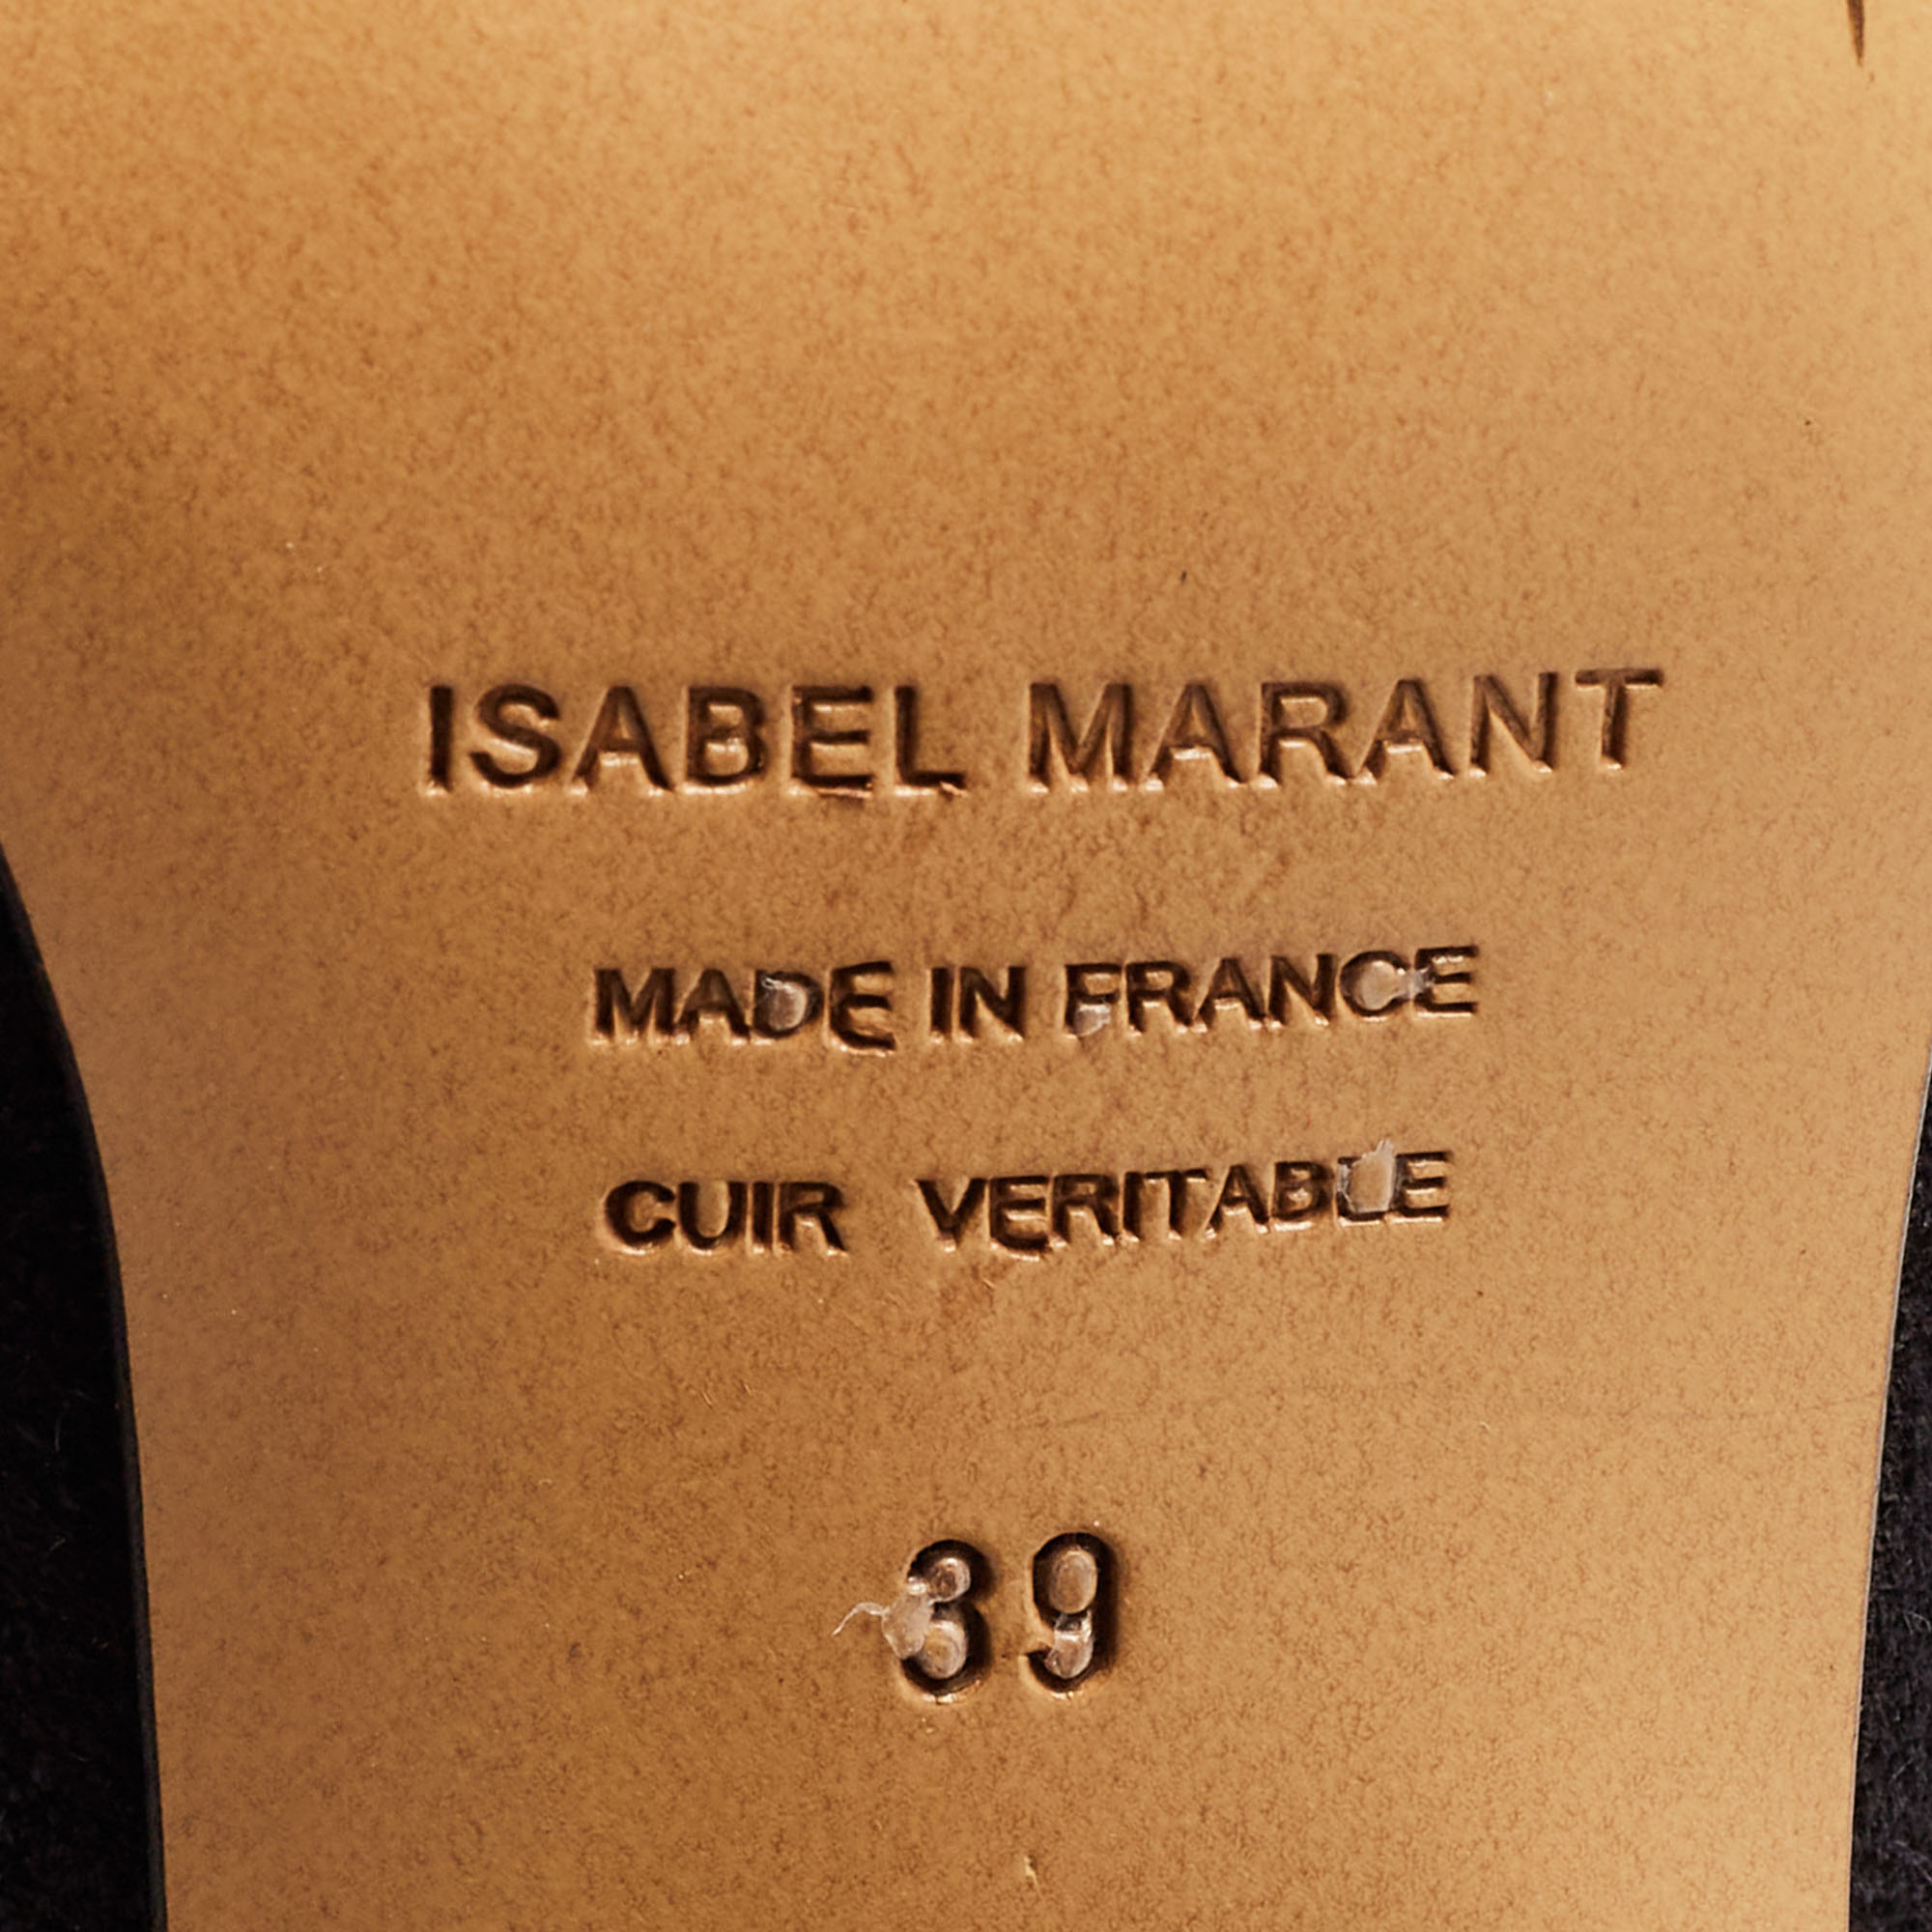 ISABEL MARANT
MADE IN FRANCE
CUIR VERITABLE
39